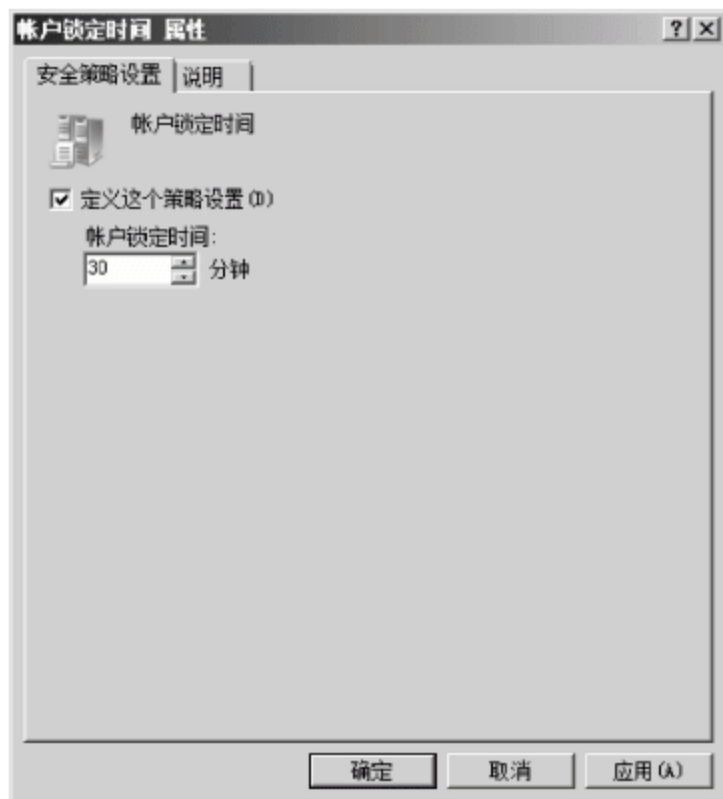 帐户锁定时间 属性
安全策略设置 说明
帐户锁定时间
定义这个策略设置(D)
帐户锁定时间:
30 分钟
确定 取消 应用(A)